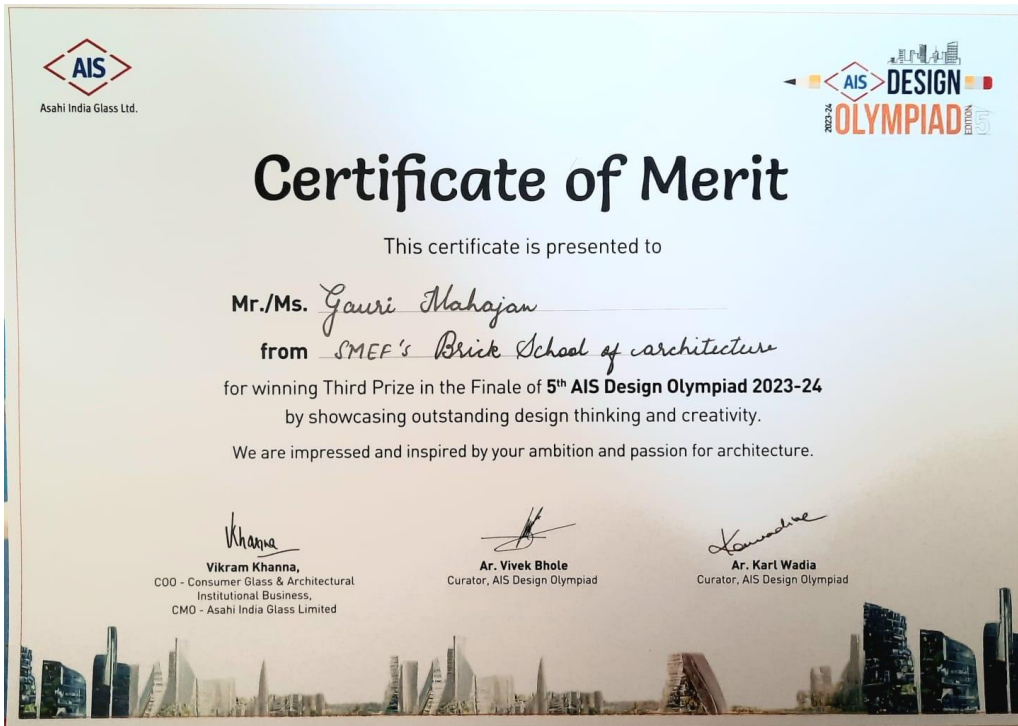 AIS
Asahi India Glass Ltd.
AIS DESIGN
2023-24 OLYMPIAD EDITION 5
Certificate of Merit
This certificate is presented to
Mr./Ms. Gauri Mahajan
from SMEF's Brick School of architecture
for winning Third Prize in the Finale of 5th AIS Design Olympiad 2023-24
by showcasing outstanding design thinking and creativity.
We are impressed and inspired by your ambition and passion for architecture.
VKhanna
Vikram Khanna,
COO - Consumer Glass & Architectural
Institutional Business,
CMO - Asahi India Glass Limited
Ar. Vivek Bhole
Curator, AIS Design Olympiad
Ar. Karl Wadia
Curator, AIS Design Olympiad